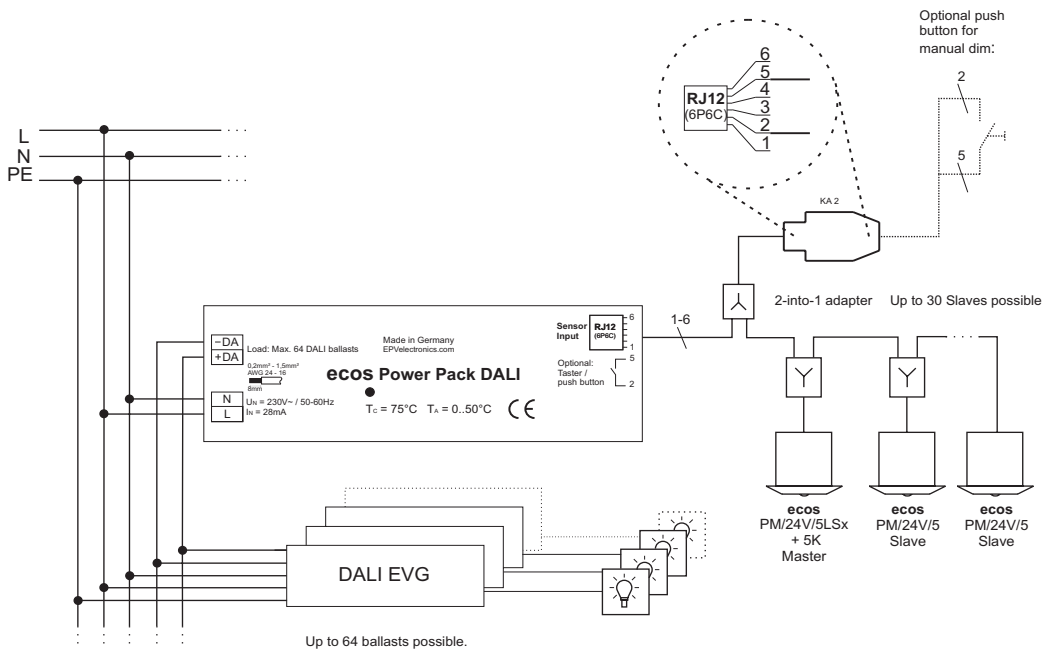 Optional push
button for
manual dim:
2
5
6
5
4
3
2
1
RJ12
(6P6C)
L
N
PE
KA 2
2-into-1 adapter
Up to 30 Slaves possible
1-6
−DA
+DA
Load: Max. 64 DALI ballasts
0,2mm² - 1,5mm²
AWG 24 - 16
8mm
N
L
UN = 230V~ / 50-60Hz
IN = 28mA
Made in Germany
EPVelectronics.com
ecos Power Pack DALI
TC = 75°C TA = 0..50°C
CE
Sensor
Input
RJ12
(6P6C)
6
1
Optional:
Taster /
push button
5
2
ecos
PM/24V/5LSx
+ 5K
Master
ecos
PM/24V/5
Slave
ecos
PM/24V/5
Slave
DALI EVG
Up to 64 ballasts possible.